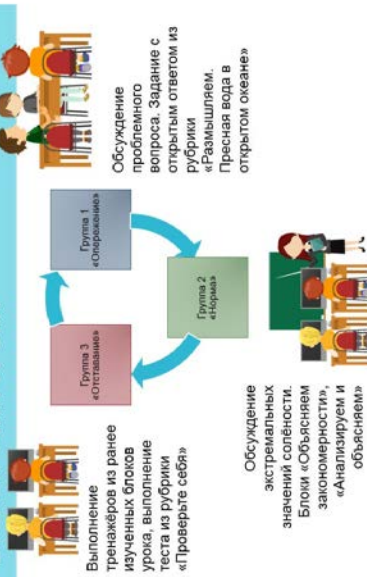 Группа 1
«Опережение»
Обсуждение
проблемного
вопроса. Задание с
открытым ответом из
рубрики
«Размышляем.
Пресная вода в
открытом океане»
Группа 2
«Норма»
Обсуждение
экстремальных
значений солёности.
Блоки «Объясняем
закономерности»,
«Анализируем и
объясняем»
Группа 3
«Отставание»
Выполнение
тренажёров из ранее
изученных блоков
урока, выполнение
теста из рубрики
«Проверьте себя»